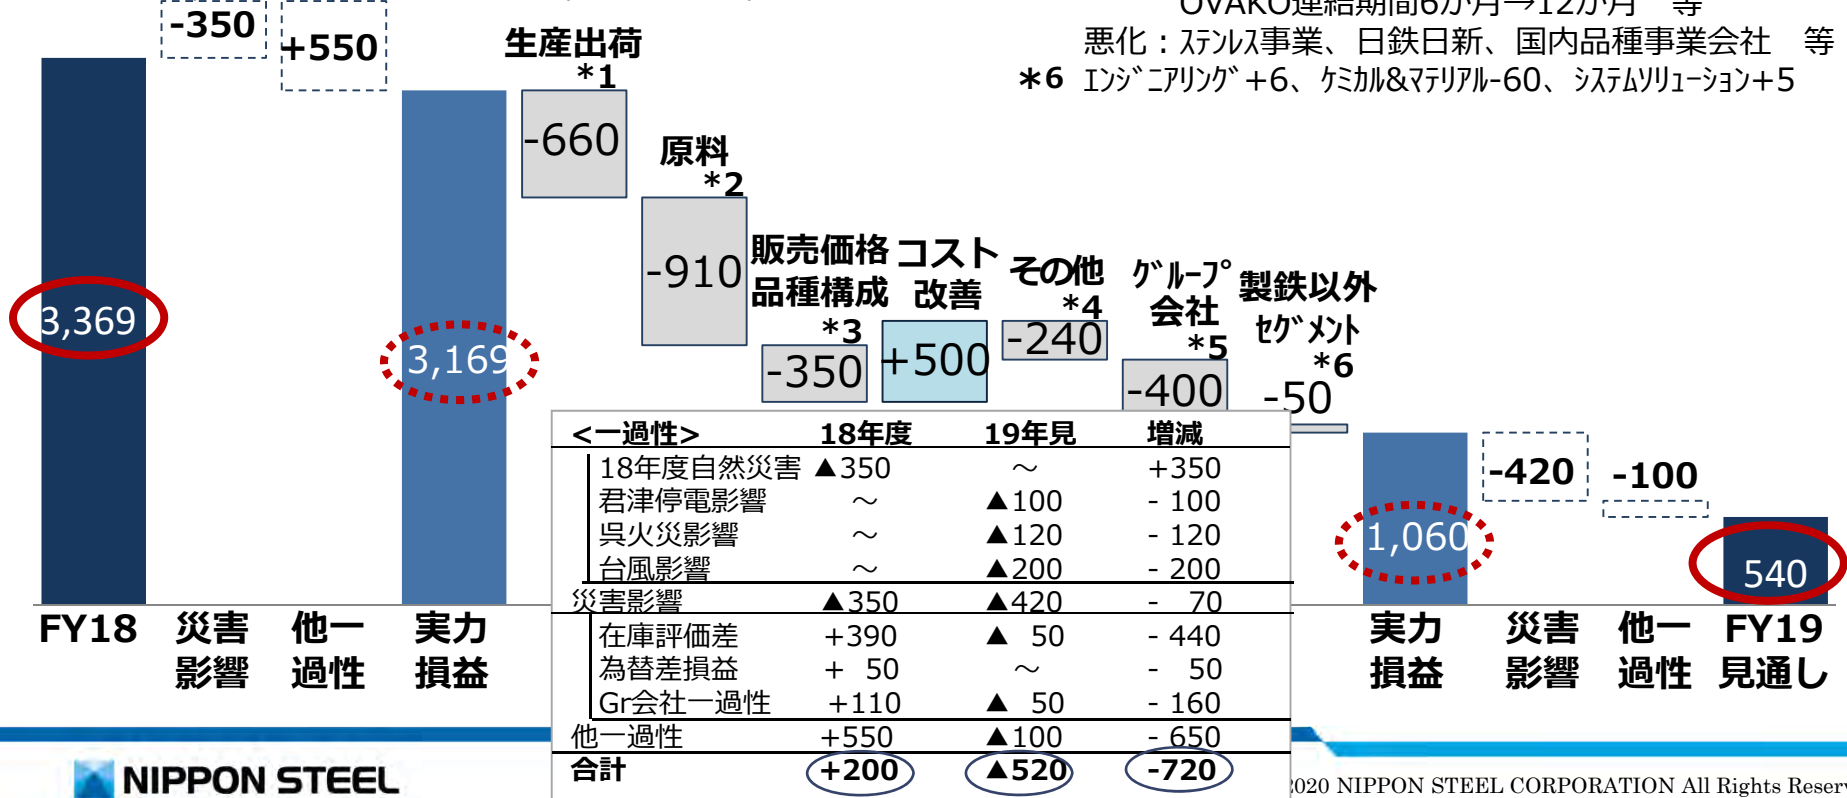 OVAKO連結期間6か月→12か月　等
悪化：ｽﾃﾝﾚｽ事業、日鉄日新、国内品種事業会社　等
*6 ｴﾝｼﾞﾆｱﾘﾝｸﾞ+6、ｹﾐｶﾙ&ﾏﾃﾘｱﾙ-60、ｼｽﾃﾑｿﾘｭｰｼｮﾝ+5
-350
+550
生産出荷
*1
-660
原料
*2
-910
販売価格
品種構成
*3
-350
コスト
改善
+500
その他
*4
-240
ｸﾞﾙｰﾌﾟ
会社
*5
-400
製鉄以外
ｾｸﾞﾒﾝﾄ
*6
-50
3,369
3,169
1,060
-420
-100
540
<一過性> 18年度 19年見 増減
18年度自然災害 ▲350 ～ +350
君津停電影響 ～ ▲100 - 100
呉火災影響 ～ ▲120 - 120
台風影響 ～ ▲200 - 200
災害影響 ▲350 ▲420 - 70
在庫評価差 +390 ▲ 50 - 440
為替差損益 + 50 ～ - 50
Gr会社一過性 +110 ▲ 50 - 160
他一過性 +550 ▲100 - 650
合計 +200 ▲520 -720
FY18
災害
影響
他一
過性
実力
損益
実力
損益
災害
影響
他一
過性
FY19
見通し
NIPPON STEEL
2020 NIPPON STEEL CORPORATION All Rights Reser